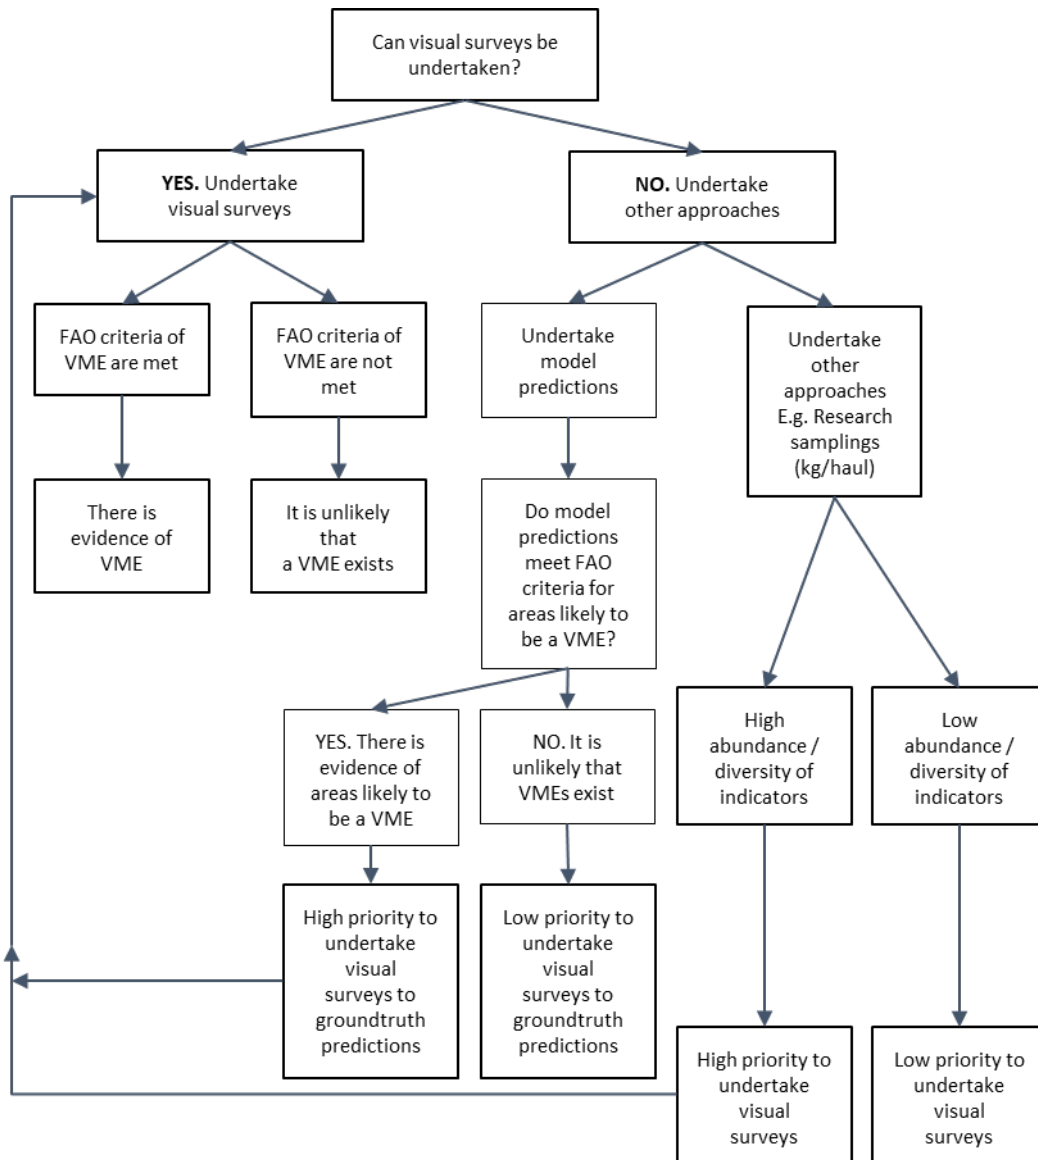 Can visual surveys be
undertaken?
YES. Undertake
visual surveys
NO. Undertake
other approaches
FAO criteria of
VME are met
FAO criteria of
VME are not
met
Undertake
model
predictions
Undertake
other
approaches
E.g. Research
samplings
(kg/haul)
There is
evidence of
VME
It is unlikely
that
a VME exists
Do model
predictions
meet FAO
criteria for
areas likely to
be a VME?
YES. There is
evidence of
areas likely to
be a VME
NO. It is
unlikely that
VMEs exist
High
abundance /
diversity of
indicators
Low
abundance /
diversity of
indicators
High priority to
undertake
visual
surveys to
groundtruth
predictions
Low priority to
undertake
visual
surveys to
groundtruth
predictions
High priority to
undertake
visual
surveys
Low priority to
undertake
visual
surveys